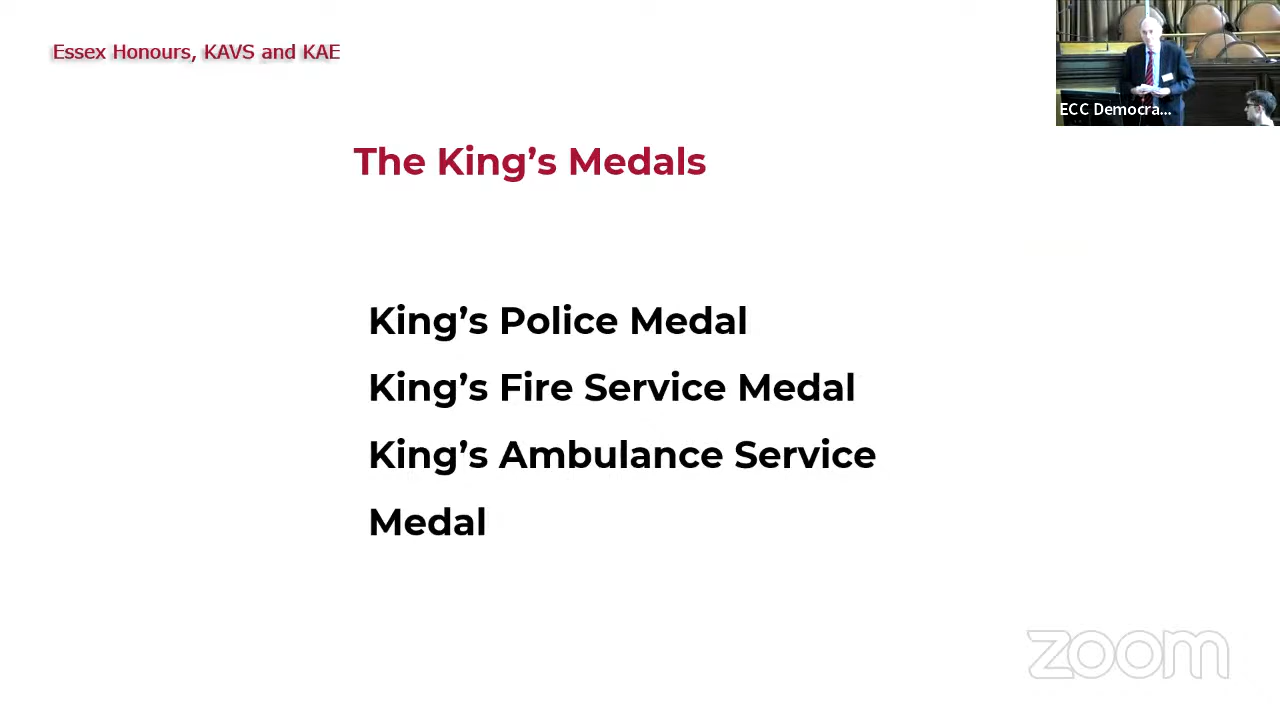 Essex Honours, KAVS and KAE
ECC Democra...
The King’s Medals
King’s Police Medal
King’s Fire Service Medal
King’s Ambulance Service
Medal
zoom